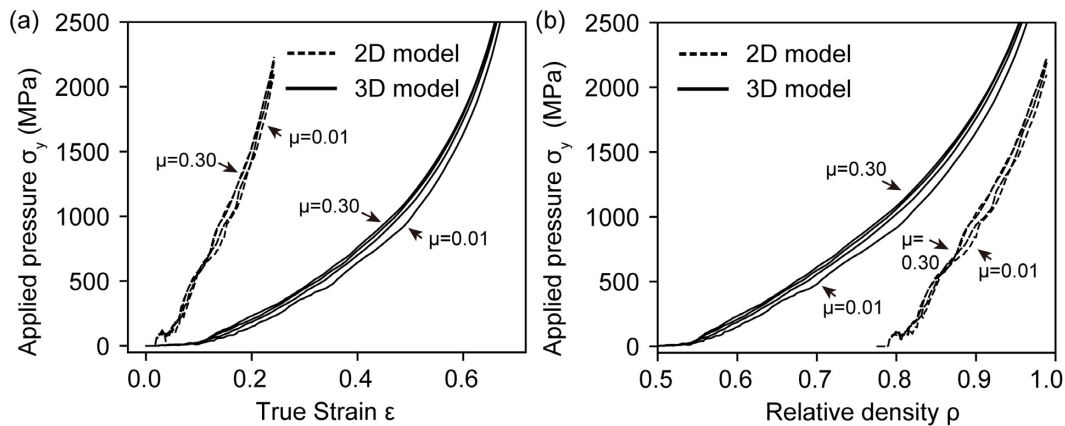 (a)
2500
2000
1500
1000
500
0
Applied pressure σy (MPa)
2D model
3D model
μ=0.30
μ=0.01
μ=0.30
μ=0.01
0.0 0.2 0.4 0.6
True Strain ε
(b)
2500
2000
1500
1000
500
0
Applied pressure σy (MPa)
2D model
3D model
μ=0.30
μ=
0.30
μ=0.01
μ=0.01
0.5 0.6 0.7 0.8 0.9 1.0
Relative density ρ